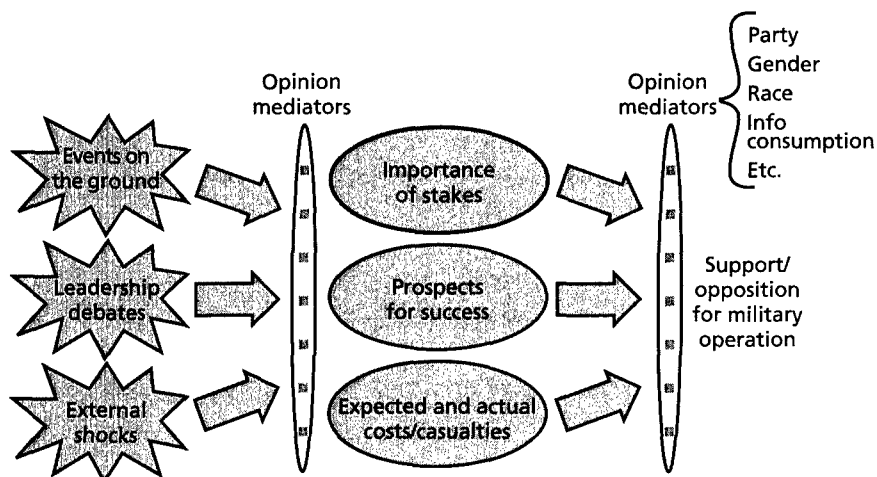 Party
Gender
Race
Info
consumption
Etc.
Opinion
mediators
Opinion
mediators
Events on
the ground
Importance
of stakes
Leadership
debates
Prospects
for success
Support/
opposition
for military
operation
External
shocks
Expected and actual
costs/casualties